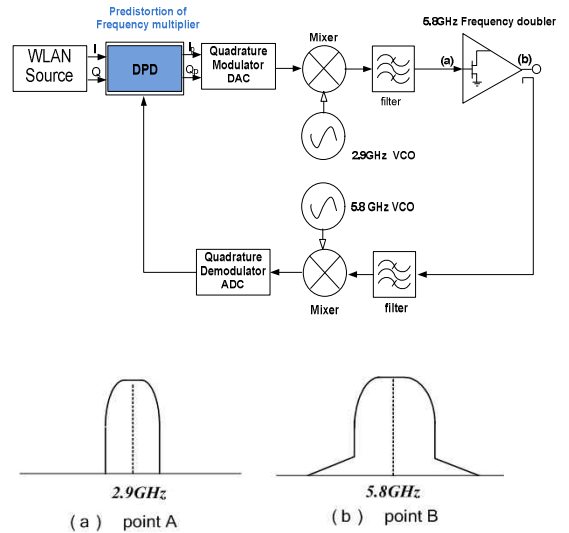 Predistortion of
Frequency multiplier
5.8GHz Frequency doubler
WLAN
Source
I
Q
DPD
Ip
Qp
Quadrature
Modulator
DAC
Mixer
filter
(a)
(b)
2.9GHz VCO
5.8 GHz VCO
Quadrature
Demodulator
ADC
Mixer
filter
2.9GHz
5.8GHz
( a ) point A
( b ) point B